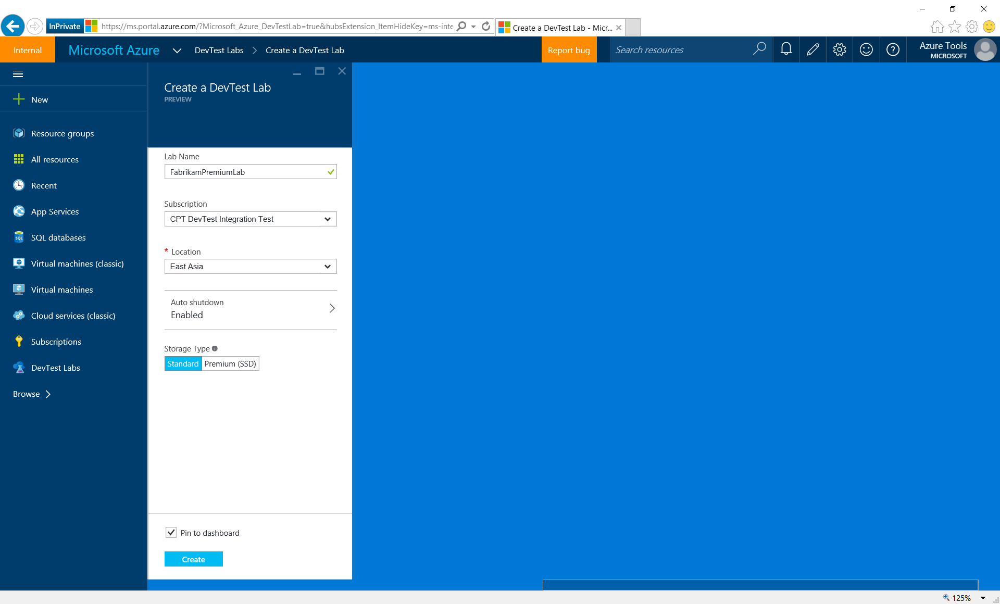 InPrivate
https://ms.portal.azure.com/?Microsoft_Azure_DevTestLab=true&hubsExtension_ItemHideKey=ms-inte
Create a DevTest Lab - Micr...
Internal
Microsoft Azure
DevTest Labs
Create a DevTest Lab
Report bug
Search resources
Azure Tools
MICROSOFT
New
Resource groups
All resources
Recent
App Services
SQL databases
Virtual machines (classic)
Virtual machines
Cloud services (classic)
Subscriptions
DevTest Labs
Browse
Create a DevTest Lab
PREVIEW
Lab Name
FabrikamPremiumLab
Subscription
CPT DevTest Integration Test
* Location
East Asia
Auto shutdown
Enabled
Storage Type
Standard Premium (SSD)
Pin to dashboard
Create
125%